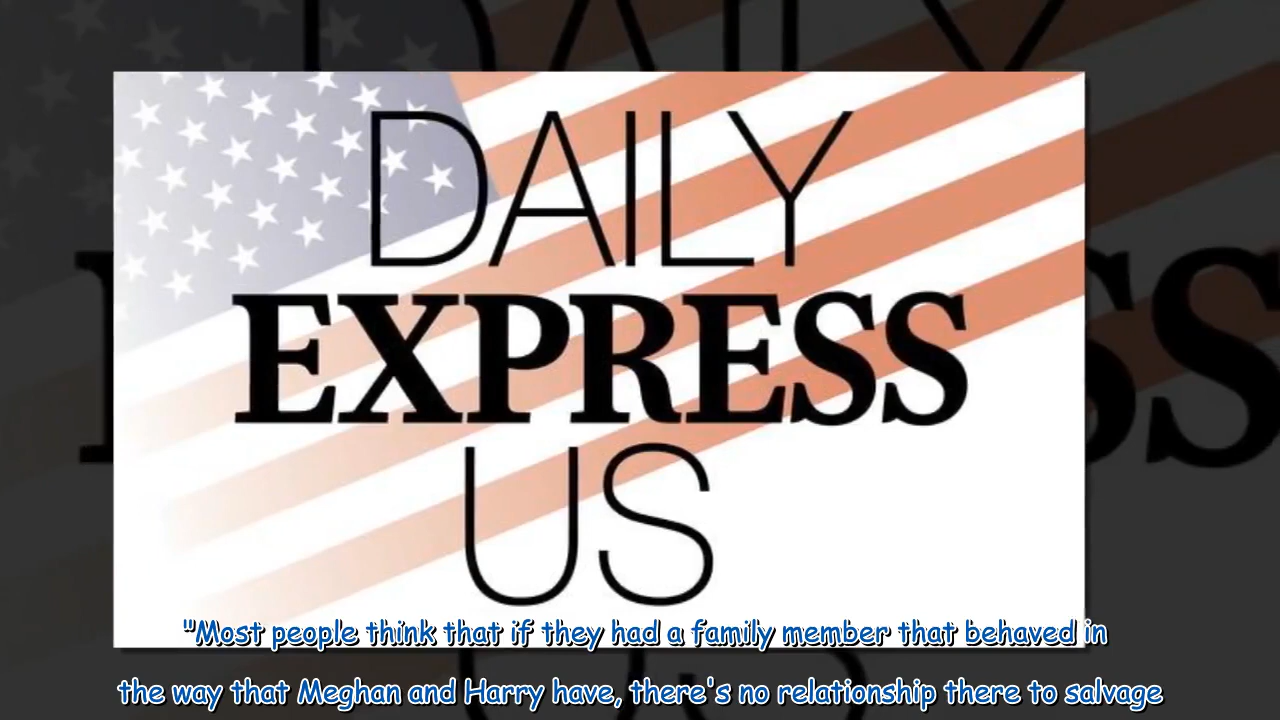 DAILY
EXPRESS
US
"Most people think that if they had a family member that behaved in
the way that Meghan and Harry have, there's no relationship there to salvage